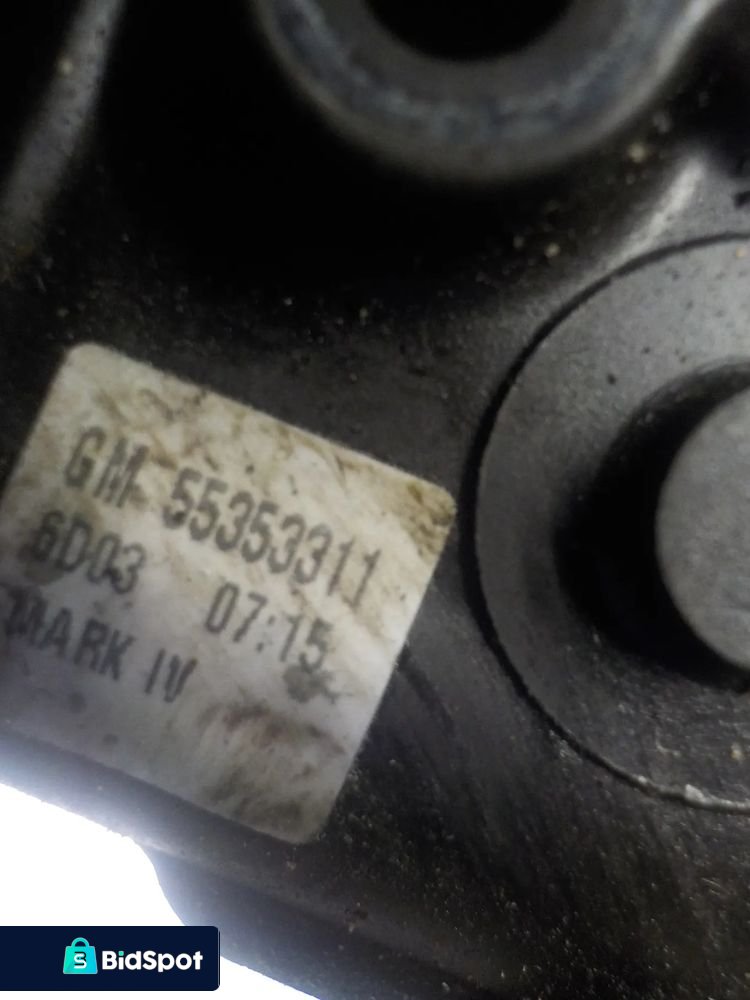 GM 55353311
6D03 07:15
MARK IV
BidSpot